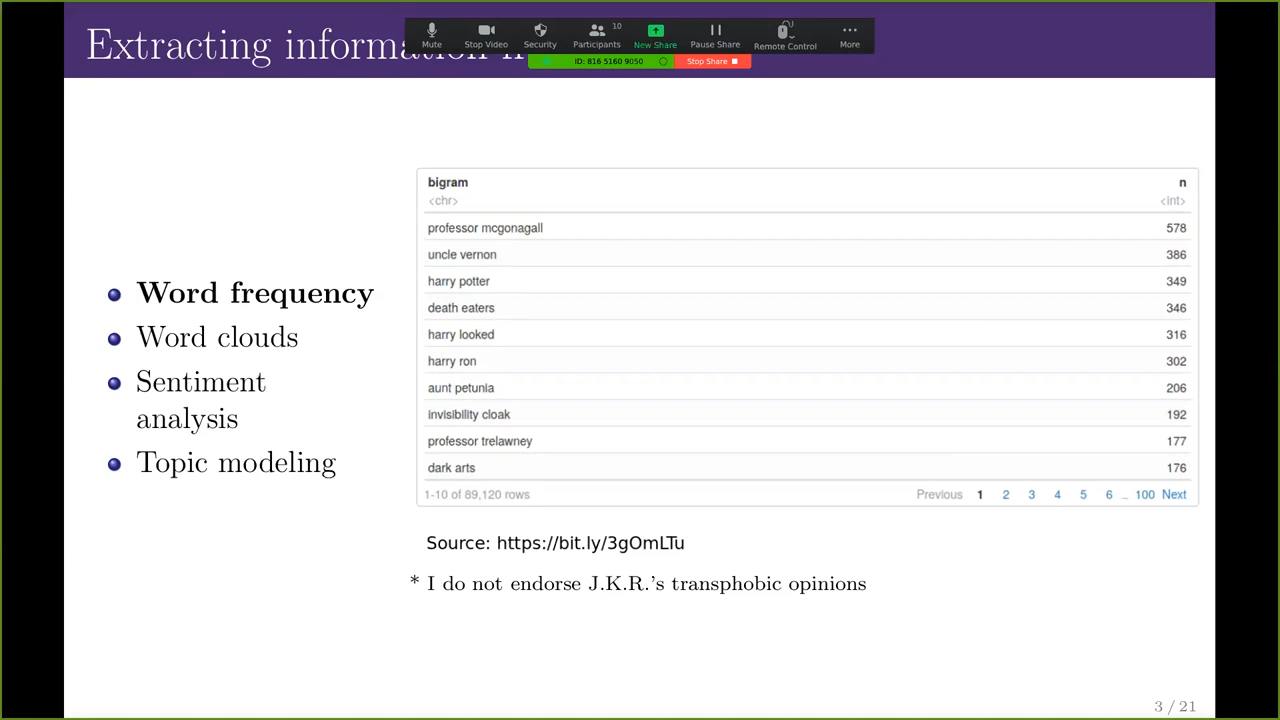 Extracting informa
Mute
Stop Video
Security
Participants
10
New Share
Pause Share
Remote Control
More
ID: 816 5160 9050
Stop Share
Word frequency
Word clouds
Sentiment
analysis
Topic modeling
bigram n
<chr> <int>
professor mcgonagall 578
uncle vernon 386
harry potter 349
death eaters 346
harry looked 316
harry ron 302
aunt petunia 206
invisibility cloak 192
professor trelawney 177
dark arts 176
1-10 of 89,120 rows Previous 1 2 3 4 5 6 ... 100 Next
Source: https://bit.ly/3gOmLTu
* I do not endorse J.K.R.'s transphobic opinions
3 / 21